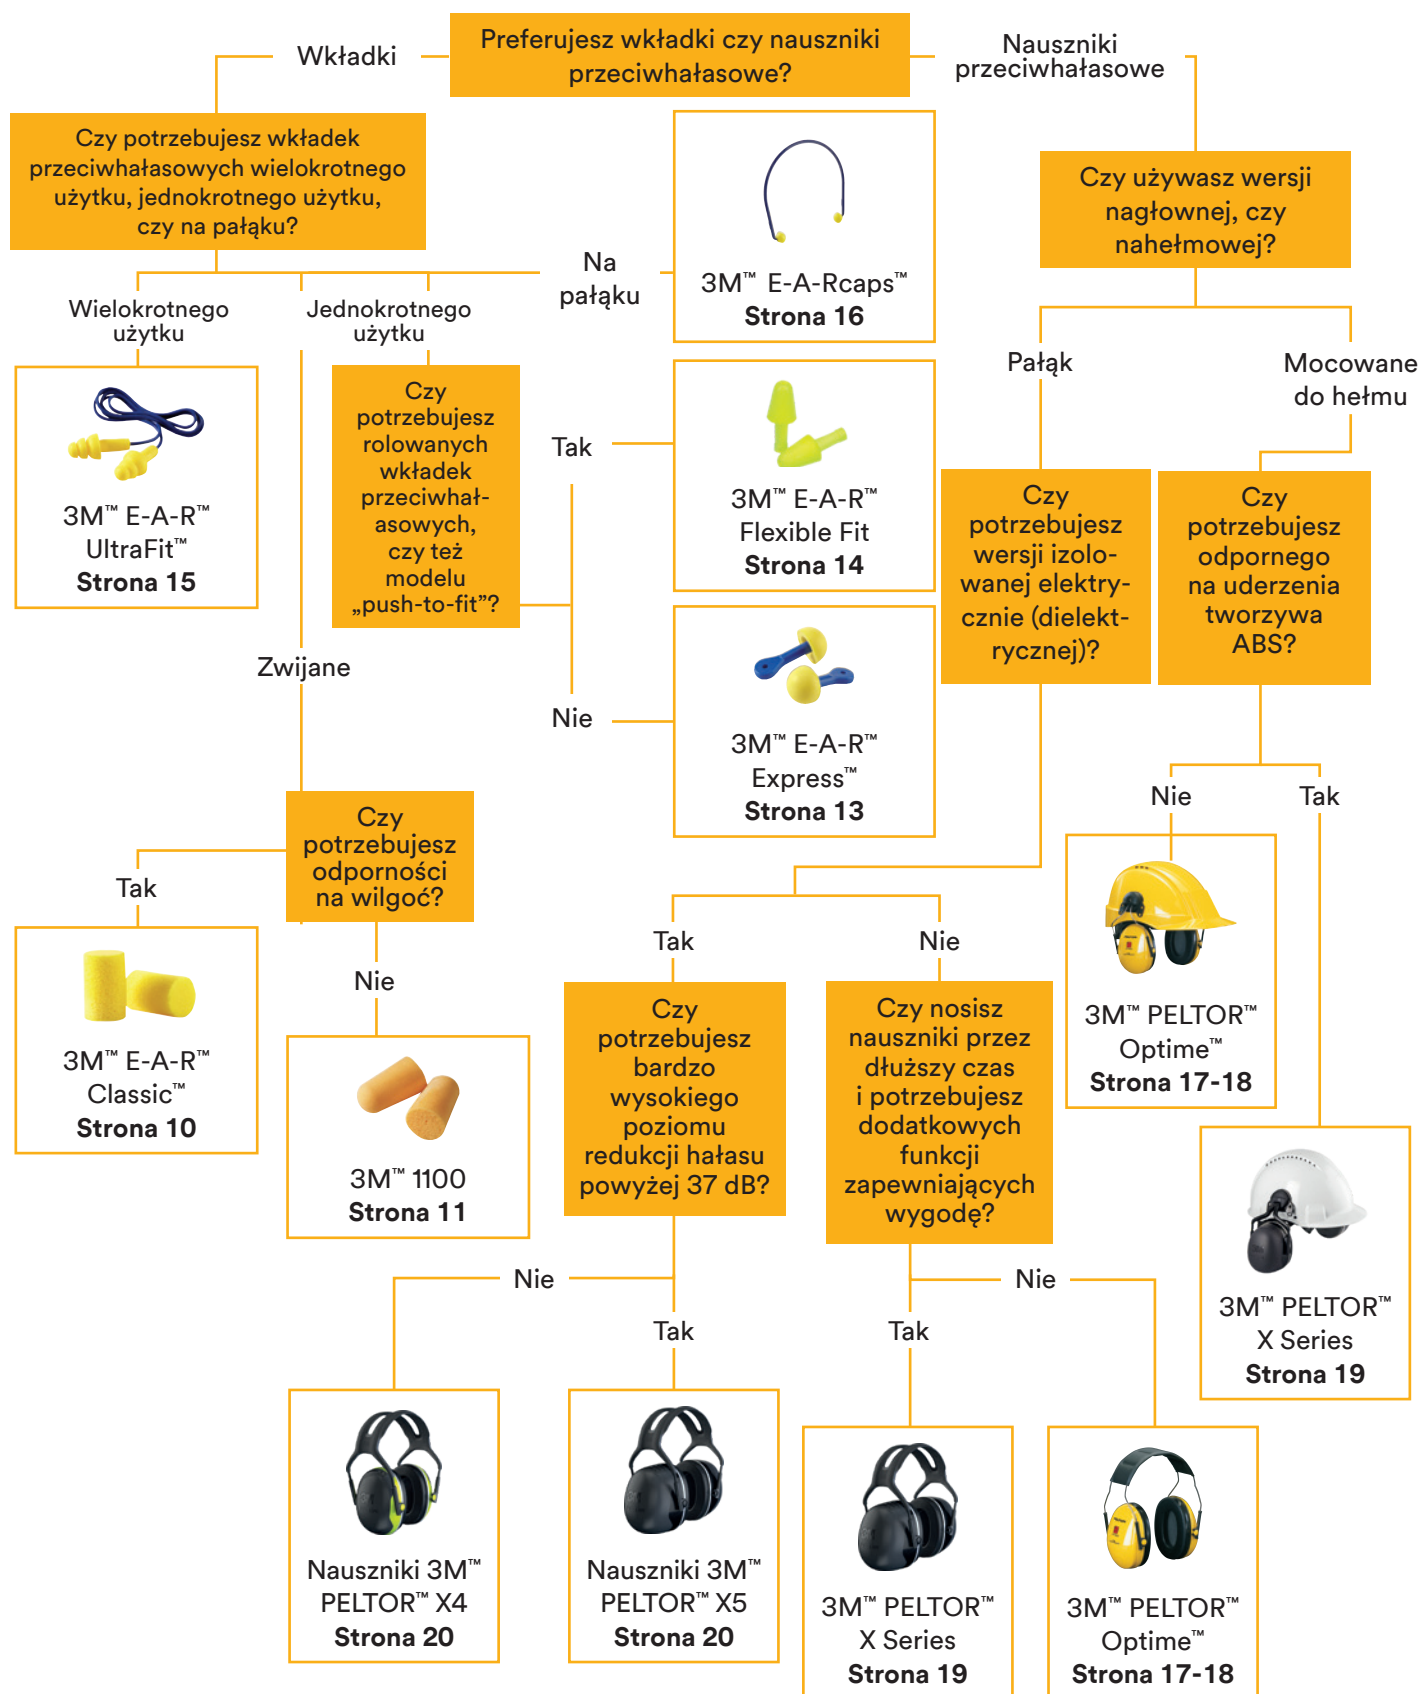 Preferujesz wkładki czy nauszniki
przeciwhałasowe?
Wkładki
Nauszniki
przeciwhałasowe
Czy potrzebujesz wkładek
przeciwhałasowych wielokrotnego
użytku, jednokrotnego użytku,
czy na pałąku?
Na
pałąku
3M™ E-A-Rcaps™
Strona 16
Wielokrotnego
użytku
Jednokrotnego
użytku
3M™ E-A-R™
UltraFit™
Strona 15
Czy
potrzebujesz
rolowanych
wkładek
przeciwhał-
asowych,
czy też
modelu
„push-to-fit”?
Tak
3M™ E-A-R™
Flexible Fit
Strona 14
Nie
3M™ E-A-R™
Express™
Strona 13
Zwijane
Czy
potrzebujesz
odporności
na wilgoć?
Tak
3M™ E-A-R™
Classic™
Strona 10
Nie
3M™ 1100
Strona 11
Czy używasz wersji
nagłownej, czy
nahełmowej?
Pałąk
Mocowane
do hełmu
Czy
potrzebujesz
wersji izolo-
wanej elektry-
cznie (dielekt-
rycznej)?
Czy
potrzebujesz
odpornego
na uderzenia
tworzywa
ABS?
Nie
Tak
3M™ PELTOR™
Optime™
Strona 17-18
3M™ PELTOR™
X Series
Strona 19
Tak
Nie
Czy
potrzebujesz
bardzo
wysokiego
poziomu
redukcji hałasu
powyżej 37 dB?
Czy nosisz
nauszniki przez
dłuższy czas
i potrzebujesz
dodatkowych
funkcji
zapewniających
wygodę?
Nie
Tak
Tak
Nie
Nauszniki 3M™
PELTOR™ X4
Strona 20
Nauszniki 3M™
PELTOR™ X5
Strona 20
3M™ PELTOR™
X Series
Strona 19
3M™ PELTOR™
Optime™
Strona 17-18